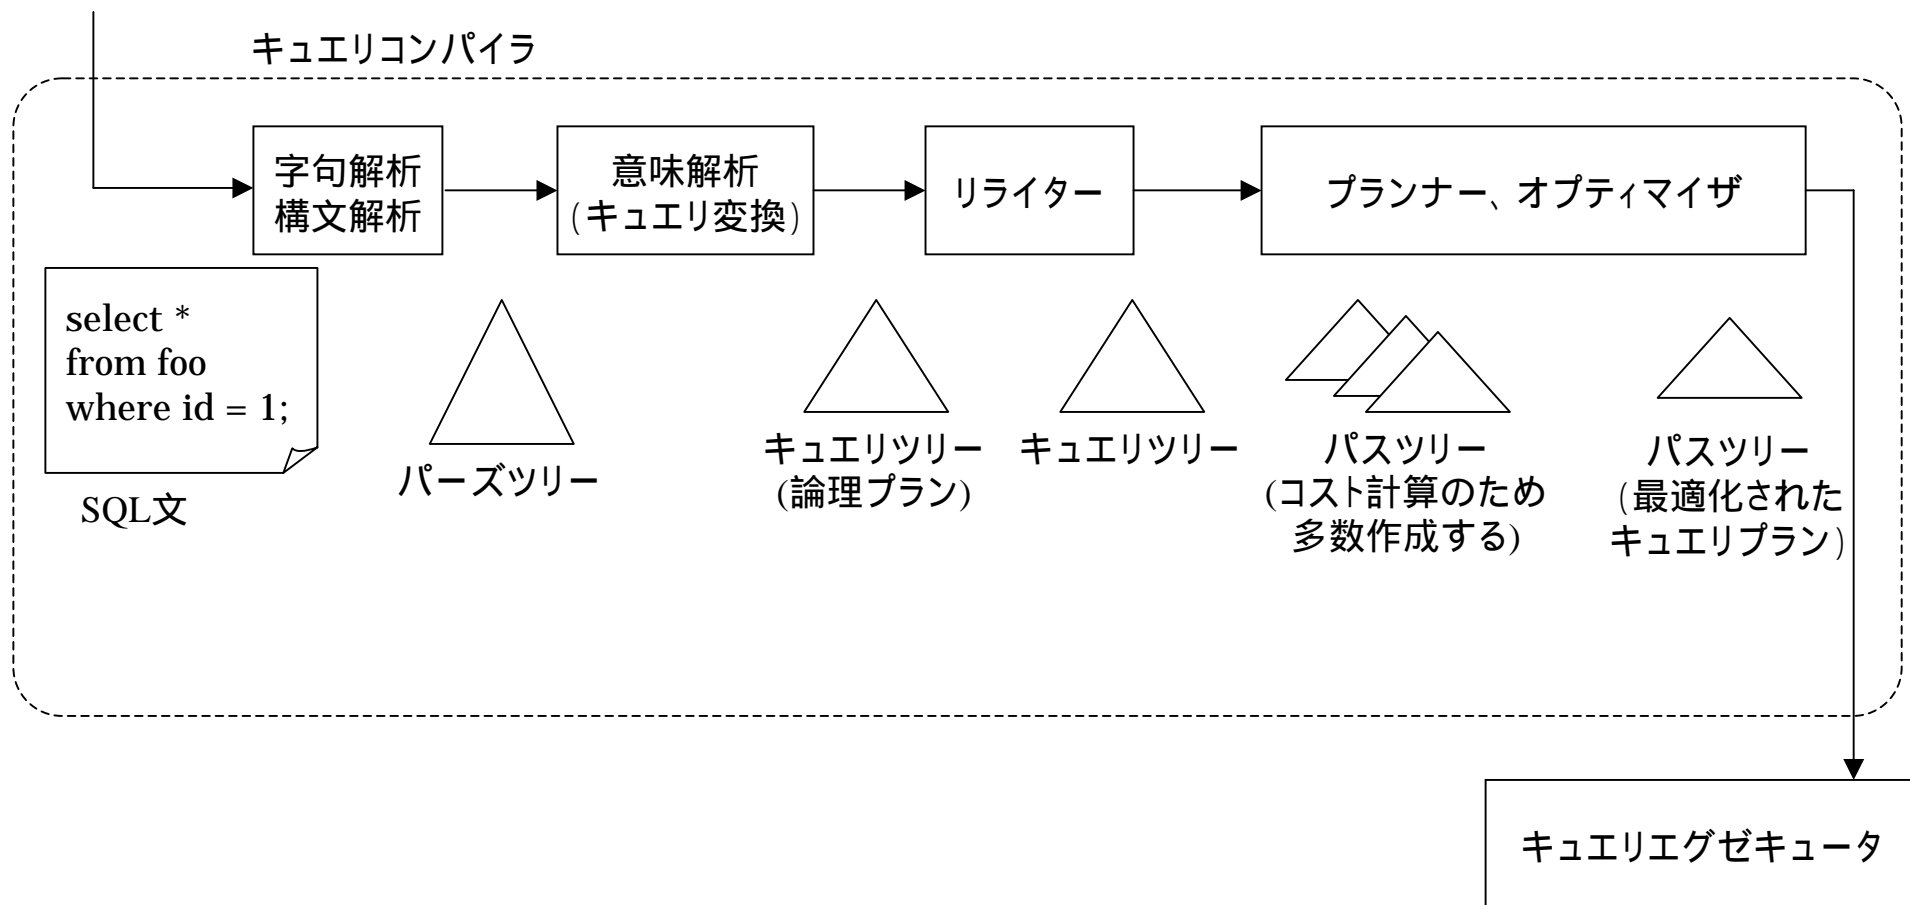 キュエリコンパイラ
字句解析
構文解析
意味解析
(キュエリ変換)
リライター
プランナー、オプティマイザ
select *
from foo
where id = 1;
SQL文
パーズツリー
キュエリツリー
(論理プラン)
キュエリツリー
パスツリー
(コスト計算のため
多数作成する)
パスツリー
(最適化された
キュエリプラン)
キュエリエグゼキュータ